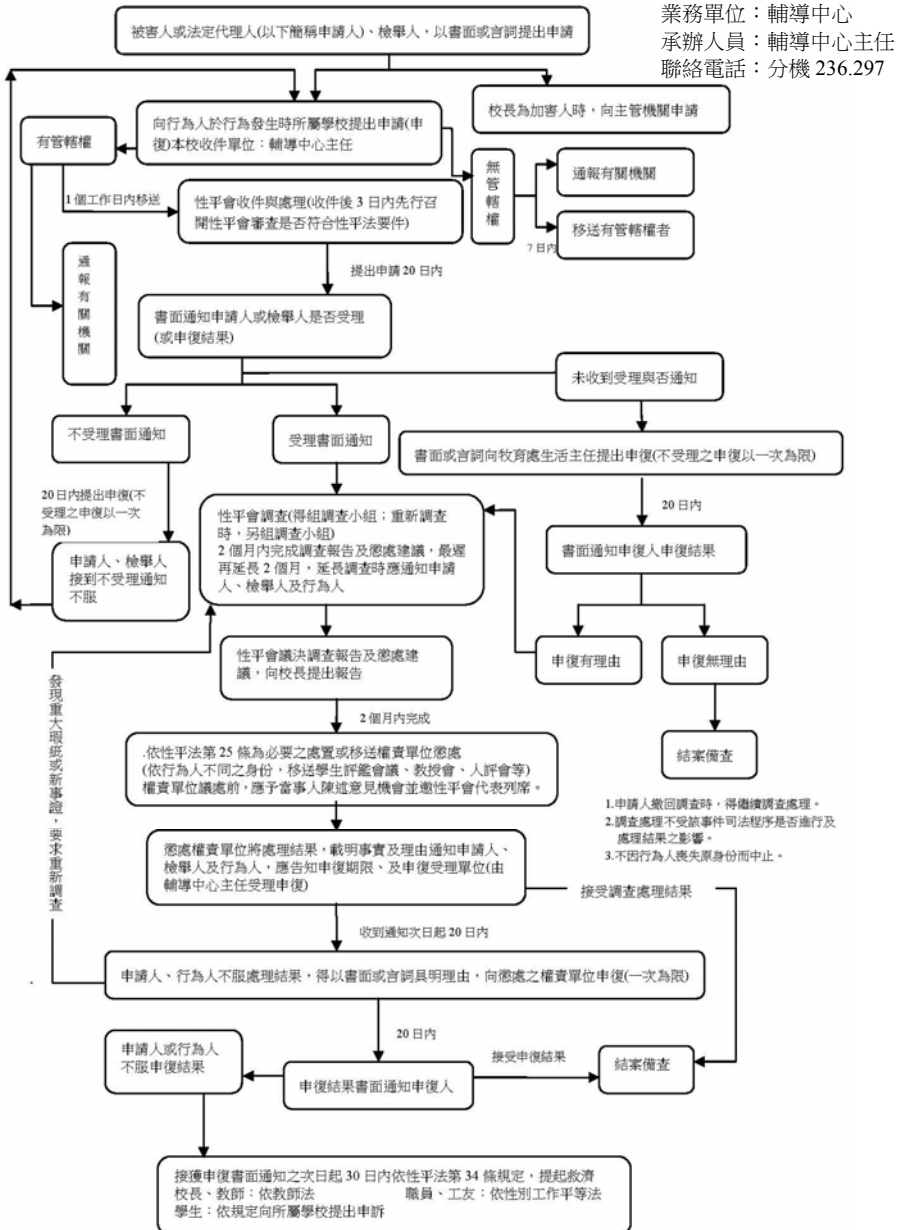 業務單位：輔導中心
承辦人員：輔導中心主任
聯絡電話：分機 236.297
被害人或法定代理人(以下簡稱申請人)、檢舉人，以書面或言詞提出申請
向行為人於行為發生時所屬學校提出申請(申
復)本校收件單位：輔導中心主任
校長為加害人時，向主管機關申請
有管轄權
無管轄權
通報有關機關
移送有管轄權者
7 日內
1 個工作日內移送
性平會收件與處理(收件後 3 日內先行召
開性平會審查是否符合性平法要件)
通報有關機關
提出申請 20 日內
書面通知申請人或檢舉人是否受理
(或申復結果)
未收到受理與否通知
不受理書面通知
受理書面通知
書面或言詞向牧育處生活主任提出申復(不受理之申復以一次為限)
20 日內提出申復(不
受理之申復以一次
為限)
20 日內
性平會調查(得組調查小組；重新調查
時，另組調查小組)
2 個月內完成調查報告及懲處建議，最遲
再延長 2 個月，延長調查時應通知申請
人、檢舉人及行為人
書面通知申復人申復結果
申請人、檢舉人
接到不受理通知
不服
申復有理由
申復無理由
性平會議決調查報告及懲處建
議，向校長提出報告
發現重大瑕疵或新事證，要求重新調查
2 個月內完成
結案備查
.依性平法第 25 條為必要之處置或移送權責單位懲處
(依行為人不同之身份，移送學生評鑑會議、教授會、人評會等)
權責單位議處前，應予當事人陳述意見機會並邀性平會代表列席。
1.申請人撤回調查時，得繼續調查處理。
2.調查處理不受該事件司法程序是否進行及
處理結果之影響。
3.不因行為人喪失原身份而中止。
懲處權責單位將處理結果，載明事實及理由通知申請人、
檢舉人及行為人，應告知申復期限、及申復受理單位(由
輔導中心主任受理申復)
接受調查處理結果
收到通知次日起 20 日內
申請人、行為人不服處理結果，得以書面或言詞具明理由，向懲處之權責單位申復(一次為限)
20 日內
申請人或行為人
不服申復結果
申復結果書面通知申復人
接受申復結果
結案備查
接獲申復書面通知之次日起 30 日內依性平法第 34 條規定，提起救濟
校長、教師：依教師法 職員、工友：依性別工作平等法
學生：依規定向所屬學校提出申訴